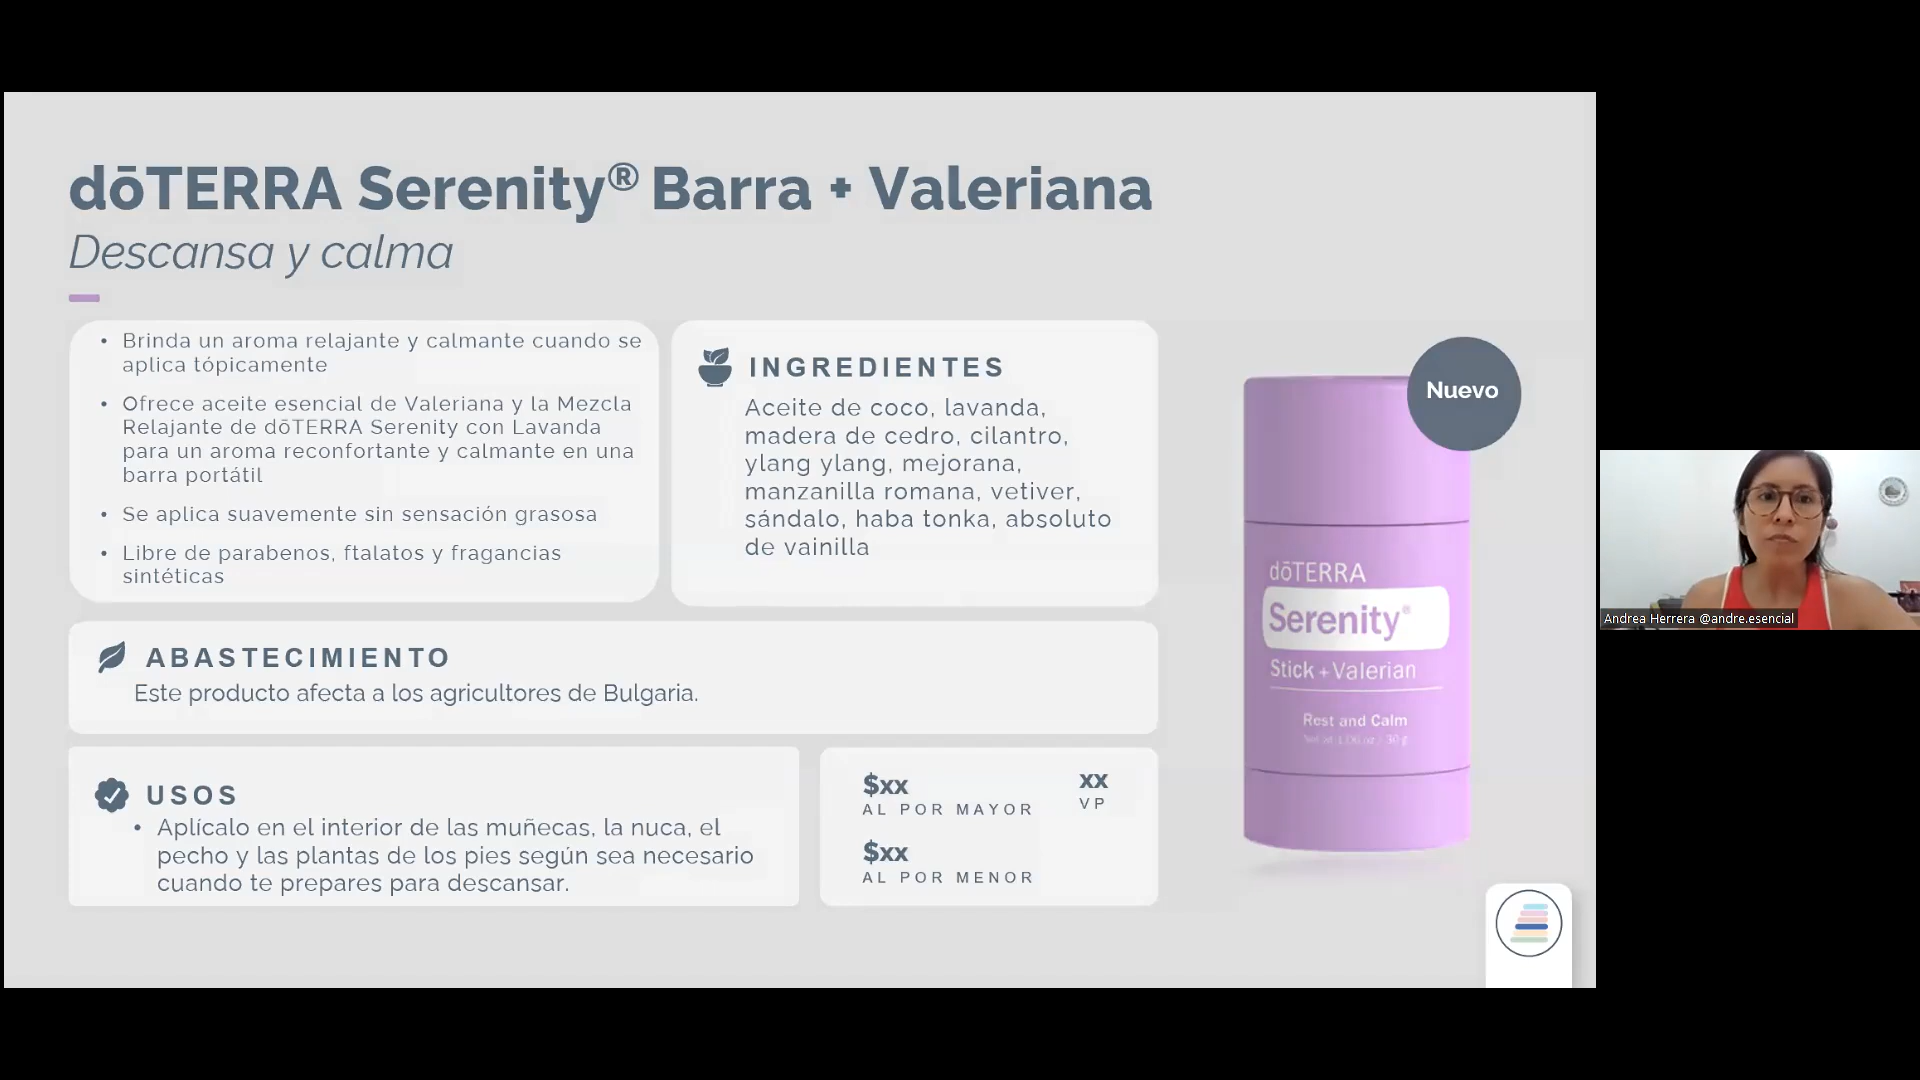 dōTERRA Serenity® Barra + Valeriana
Descansa y calma
• Brinda un aroma relajante y calmante cuando se
aplica tópicamente
• Ofrece aceite esencial de Valeriana y la Mezcla
Relajante de dōTERRA Serenity con Lavanda
para un aroma reconfortante y calmante en una
barra portátil
• Se aplica suavemente sin sensación grasosa
• Libre de parabenos, ftalatos y fragancias
sintéticas
INGREDIENTES
Aceite de coco, lavanda,
madera de cedro, cilantro,
ylang ylang, mejorana,
manzanilla romana, vetiver,
sándalo, haba tonka, absoluto
de vainilla
ABASTECIMIENTO
Este producto afecta a los agricultores de Bulgaria.
USOS
• Aplícalo en el interior de las muñecas, la nuca, el
pecho y las plantas de los pies según sea necesario
cuando te prepares para descansar.
$xx
AL POR MAYOR
xx
VP
$xx
AL POR MENOR
Nuevo
dōTERRA
Serenity®
Stick + Valerian
Rest and Calm
Net wt 1.06 oz / 30 g
Andrea Herrera @andre.esencial